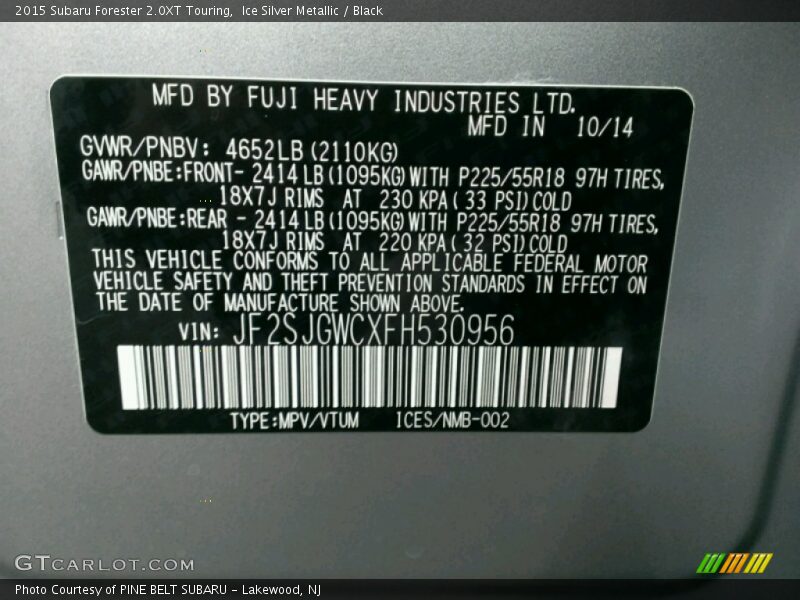 2015 Subaru Forester 2.0XT Touring, Ice Silver Metallic / Black
MFD BY FUJI HEAVY INDUSTRIES LTD.
MFD IN 10/14
GVWR/PNBV: 4652LB(2110KG)
GAWR/PNBE:FRONT- 2414LB(1095KG)WITH P225/55R18 97H TIRES,
18X7J RIMS AT 230 KPA( 33 PSI)COLD
GAWR/PNBE:REAR - 2414LB(1095KG)WITH P225/55R18 97H TIRES,
18X7J RIMS AT 220 KPA( 32 PSI)COLD
THIS VEHICLE CONFORMS TO ALL APPLICABLE FEDERAL MOTOR
VEHICLE SAFETY AND THEFT PREVENTION STANDARDS IN EFFECT ON
THE DATE OF MANUFACTURE SHOWN ABOVE.
VIN: JF2SJGWCXFH530956
TYPE:MPV/VTUM ICES/NMB-002
GTCARLOT.COM
Photo Courtesy of PINE BELT SUBARU - Lakewood, NJ